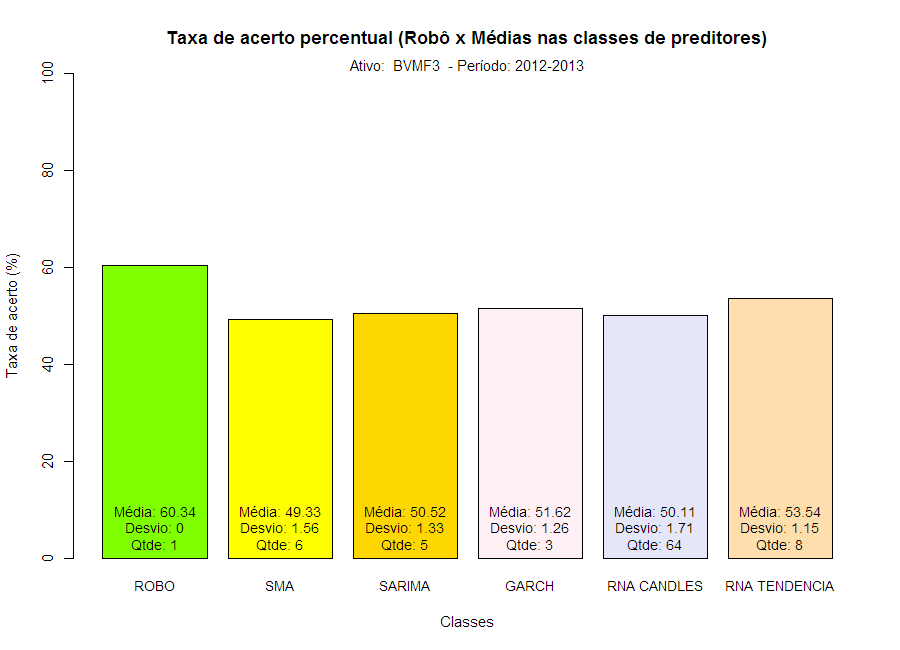 Taxa de acerto percentual (Robô x Médias nas classes de preditores)
Ativo:  BVMF3  - Período: 2012-2013
Taxa de acerto (%)
100
80
60
40
20
0
Média: 60.34
Desvio: 0
Qtde: 1
Média: 49.33
Desvio: 1.56
Qtde: 6
Média: 50.52
Desvio: 1.33
Qtde: 5
Média: 51.62
Desvio: 1.26
Qtde: 3
Média: 50.11
Desvio: 1.71
Qtde: 64
Média: 53.54
Desvio: 1.15
Qtde: 8
ROBO
SMA
SARIMA
GARCH
RNA CANDLES
RNA TENDENCIA
Classes